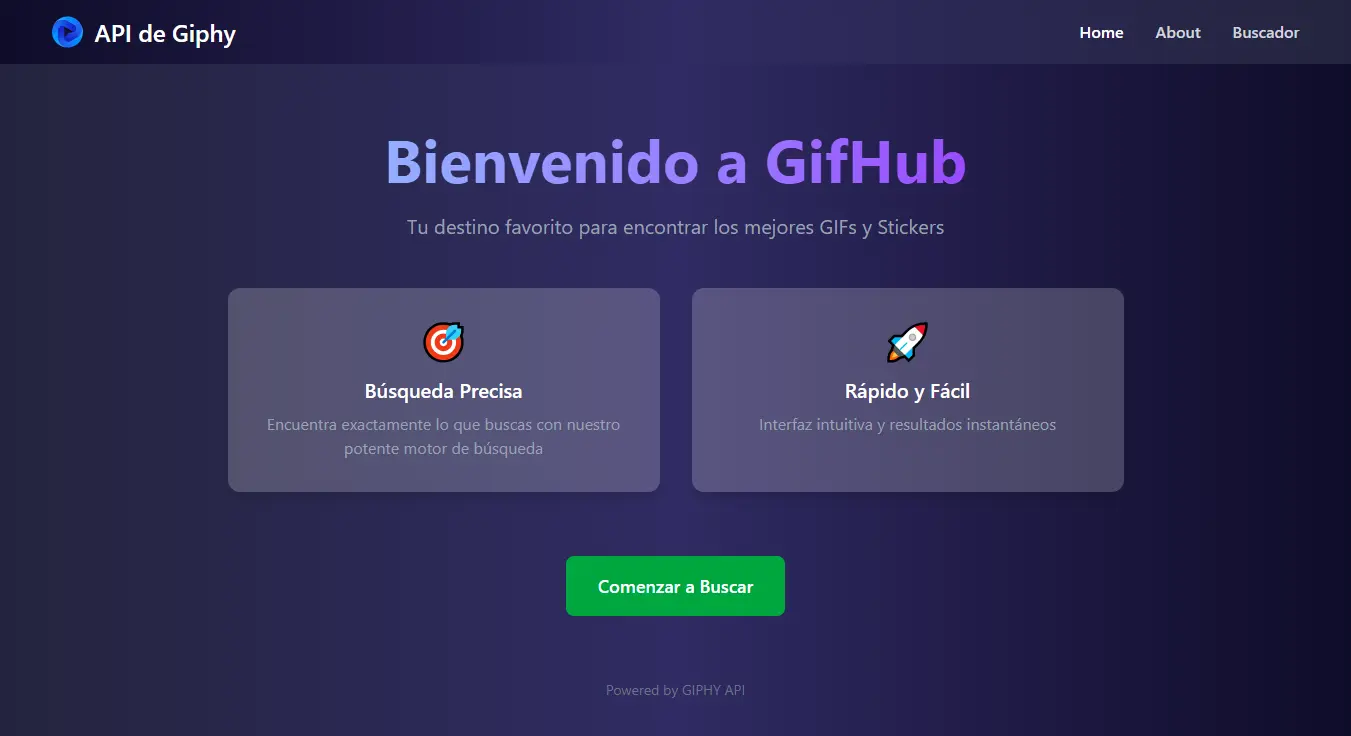 API de Giphy
Home
About
Buscador
Bienvenido a GifHub
Tu destino favorito para encontrar los mejores GIFs y Stickers
Búsqueda Precisa
Encuentra exactamente lo que buscas con nuestro
potente motor de búsqueda
Rápido y Fácil
Interfaz intuitiva y resultados instantáneos
Comenzar a Buscar
Powered by GIPHY API